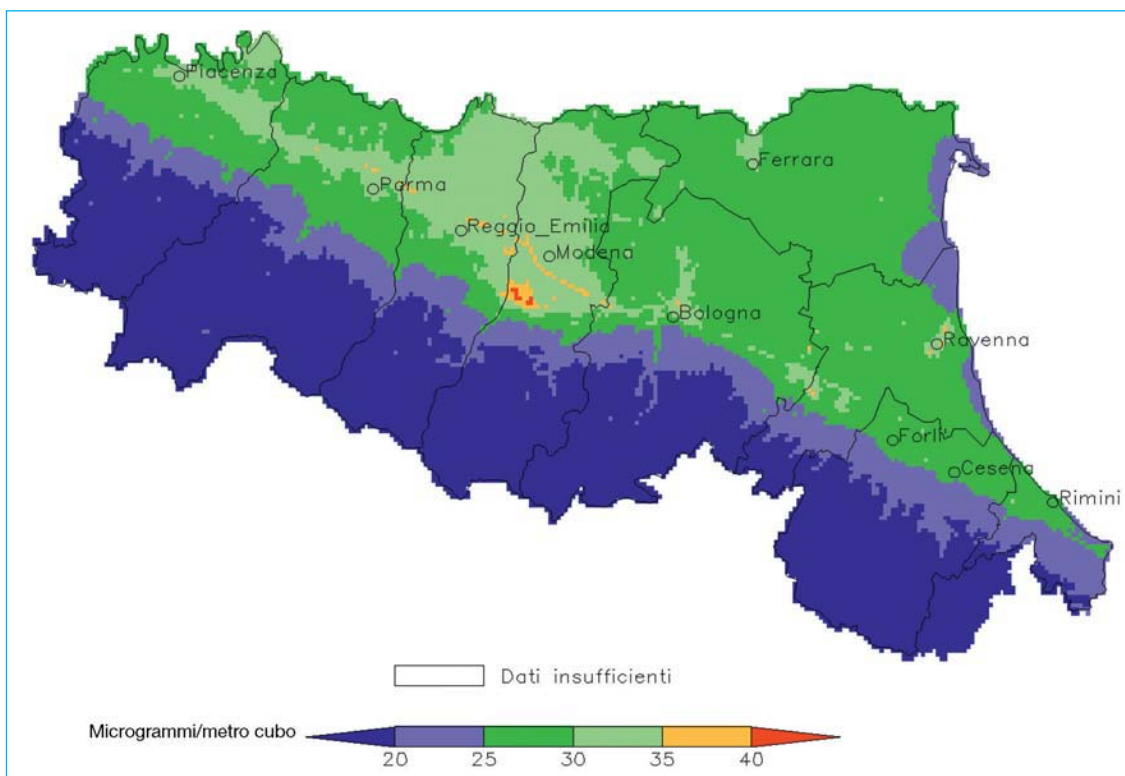 Piacenza
Ferrara
Parma
Reggio_Emilia
Modena
Bologna
Ravenna
Forli'
Cesena
Rimini
Dati insufficienti
Microgrammi/metro cubo
20 25 30 35 40